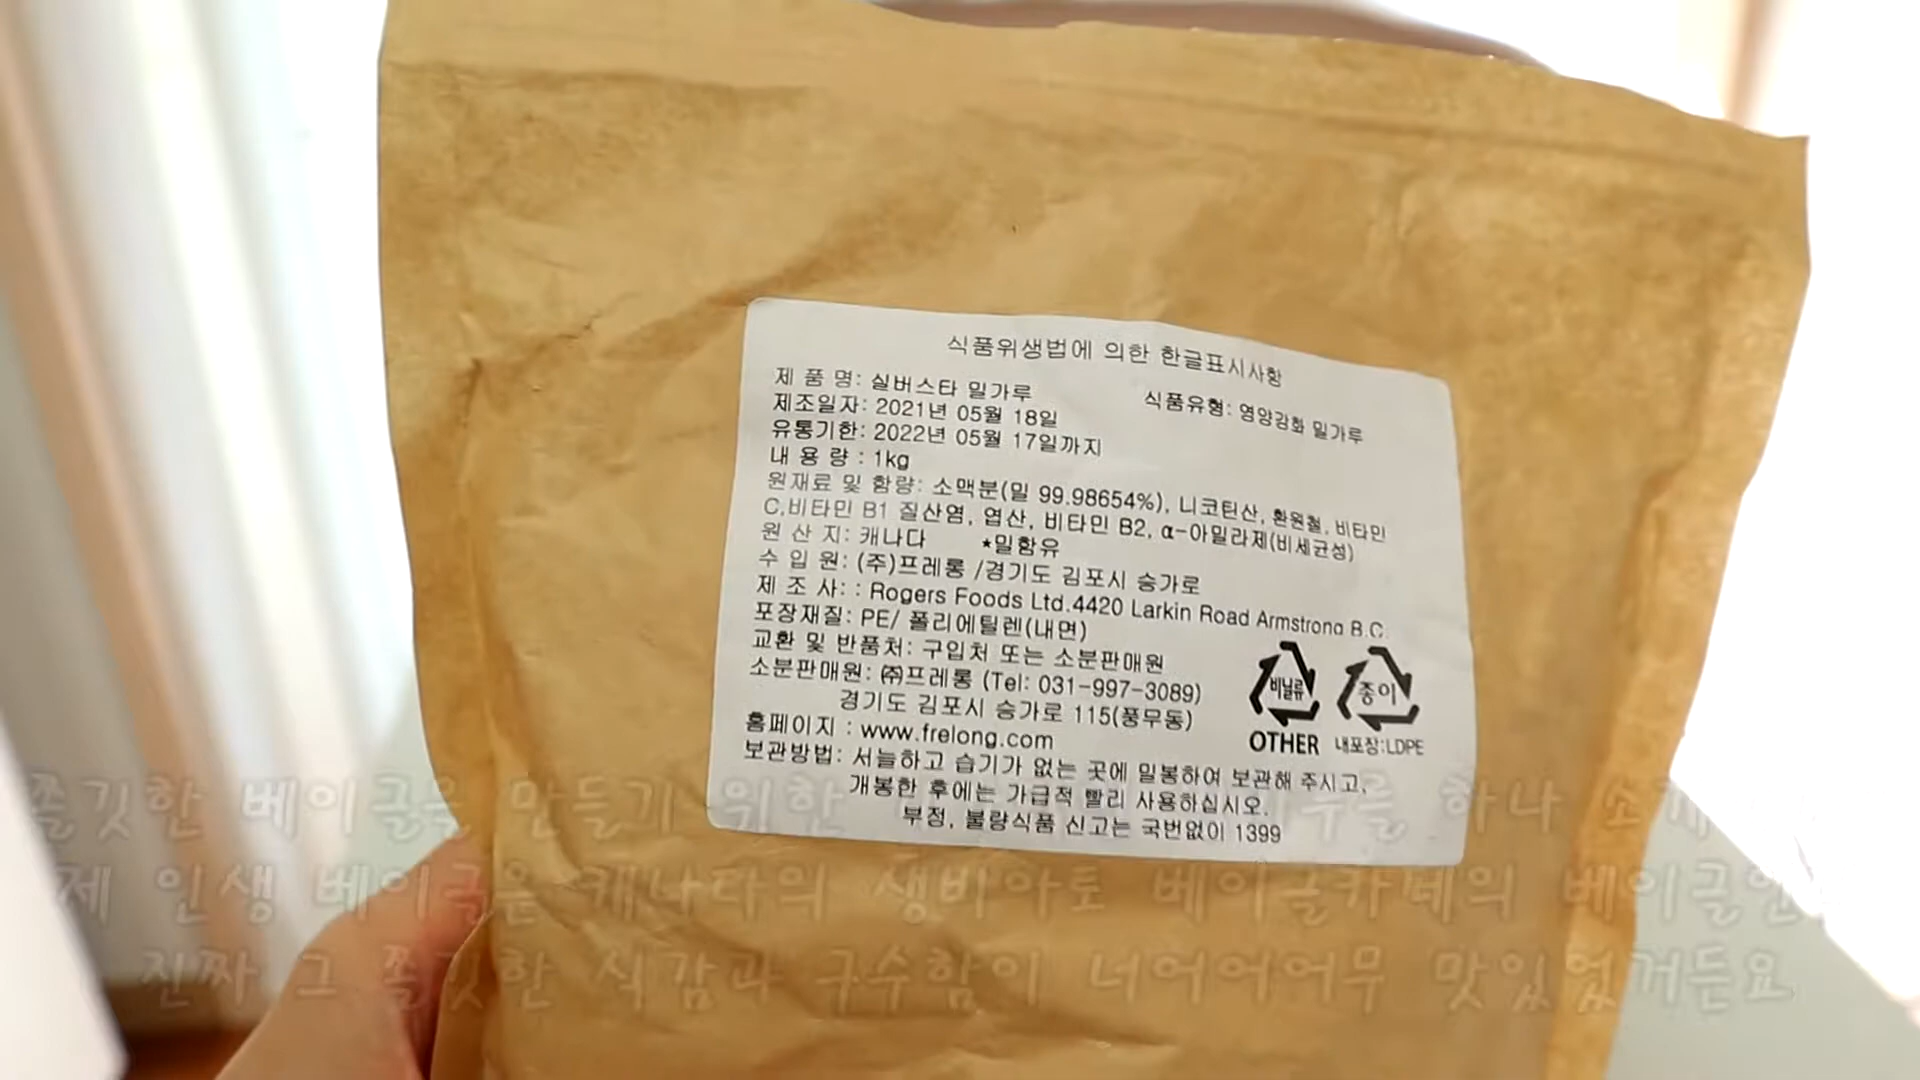 식품위생법에 의한 한글표시사항
제 품 명: 실버스타 밀가루 식품유형: 영양강화 밀가루
제조일자: 2021년 05월 18일
유통기한: 2022년 05월 17일까지
내 용 량 : 1kg
원재료 및 함량: 소맥분(밀 99.98654%), 니코틴산, 환원철, 비타민
C,비타민 B1 질산염, 엽산, 비타민 B2, α-아밀라제(비세균성)
원 산 지: 캐나다 *밀함유
수 입 원: (주)프레롱 /경기도 김포시 승가로
제 조 사: : Rogers Foods Ltd.4420 Larkin Road Armstrong B.C.
포장재질: PE/ 폴리에틸렌(내면)
교환 및 반품처: 구입처 또는 소분판매원
소분판매원: ㈜프레롱 (Tel: 031-997-3089)
경기도 김포시 승가로 115(풍무동)
홈페이지 : www.frelong.com
보관방법: 서늘하고 습기가 없는 곳에 밀봉하여 보관해 주시고,
개봉한 후에는 가급적 빨리 사용하십시오.
부정, 불량식품 신고는 국번없이 1399
비닐류
OTHER
종이
내포장:LDPE
쫄깃한 베이글을 만들기 위한 하나
제 인생 베이글은 캐나다의 생비아토 베이글카페의
진짜 그 쫄깃한 식감과 구수함이 너어어어어무 맛있었거든요